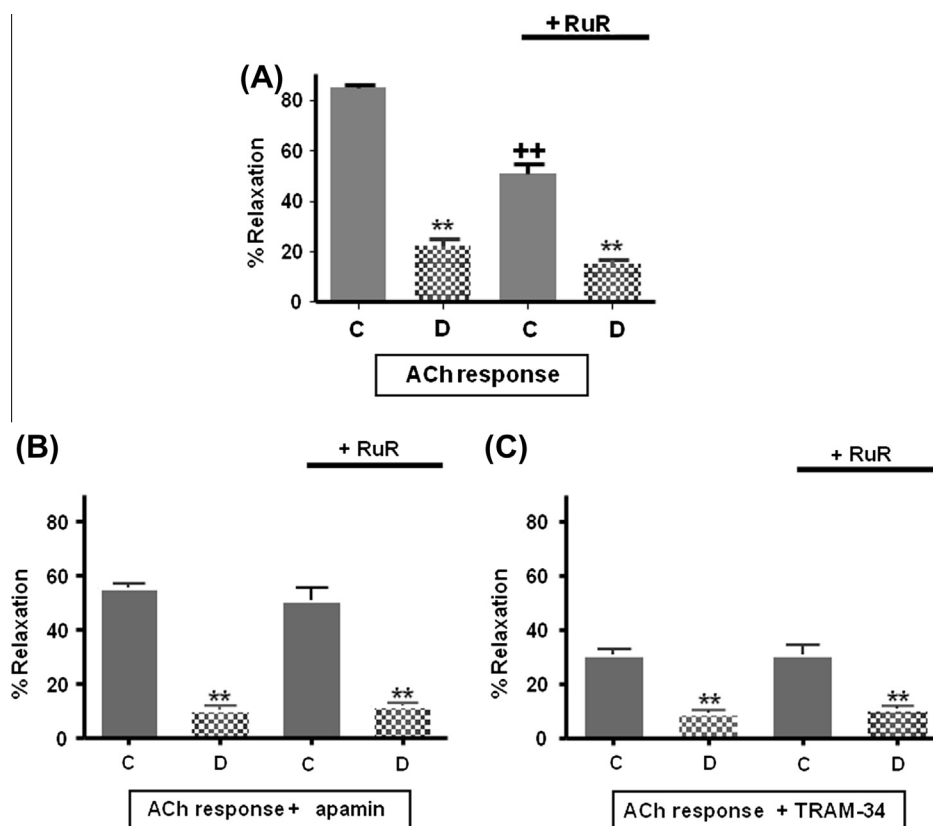 + RuR
(A)
% Relaxation
80
60
40
20
0
**
++
**
C D C D
ACh response
(B)
+ RuR
% Relaxation
80
60
40
20
0
**
**
C D C D
ACh response + apamin
(C)
+ RuR
% Relaxation
80
60
40
20
0
**
**
C D C D
ACh response + TRAM-34